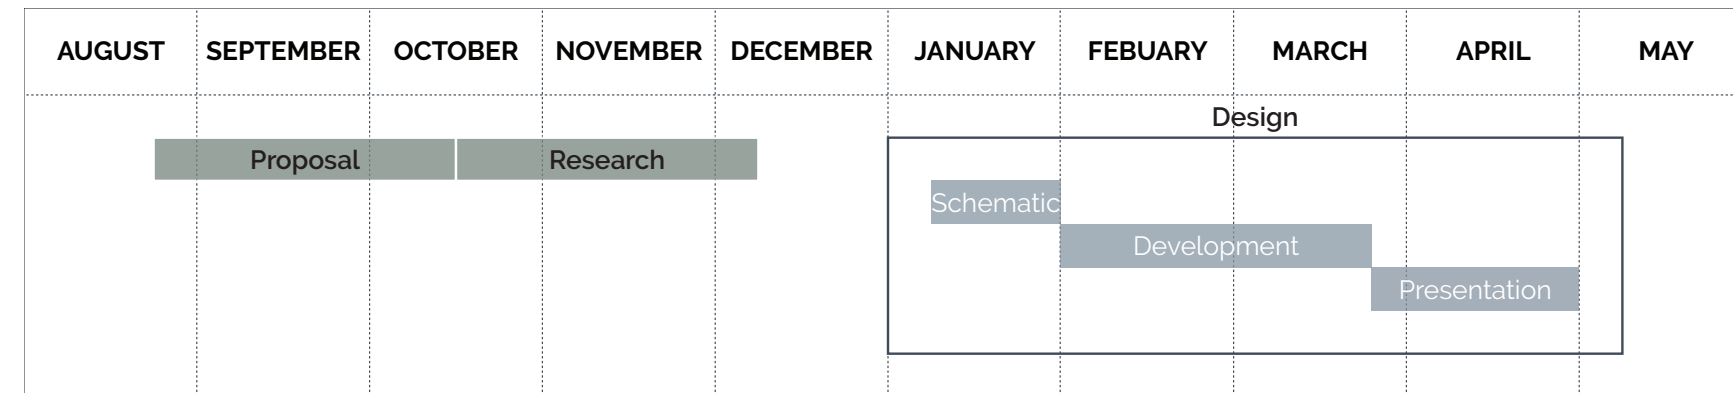 AUGUST SEPTEMBER OCTOBER NOVEMBER DECEMBER JANUARY FEBUARY MARCH APRIL MAY
Design
Proposal Research
Schematic
Development
Presentation